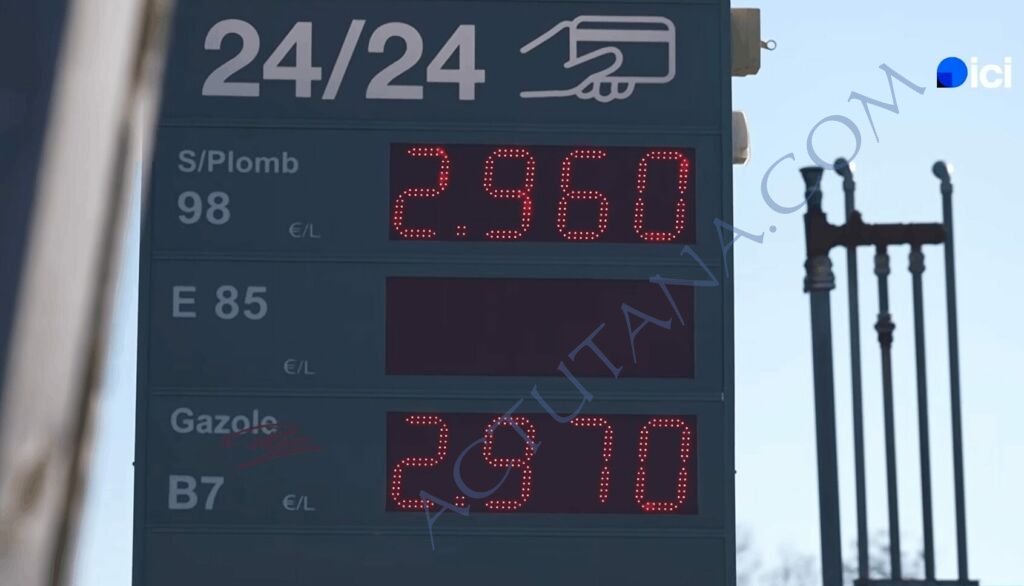 24/24
ici
S/Plomb
98
€/L
2.960
E 85
€/L
Gazole
B7
€/L
2.970
ACTUTANA.COM